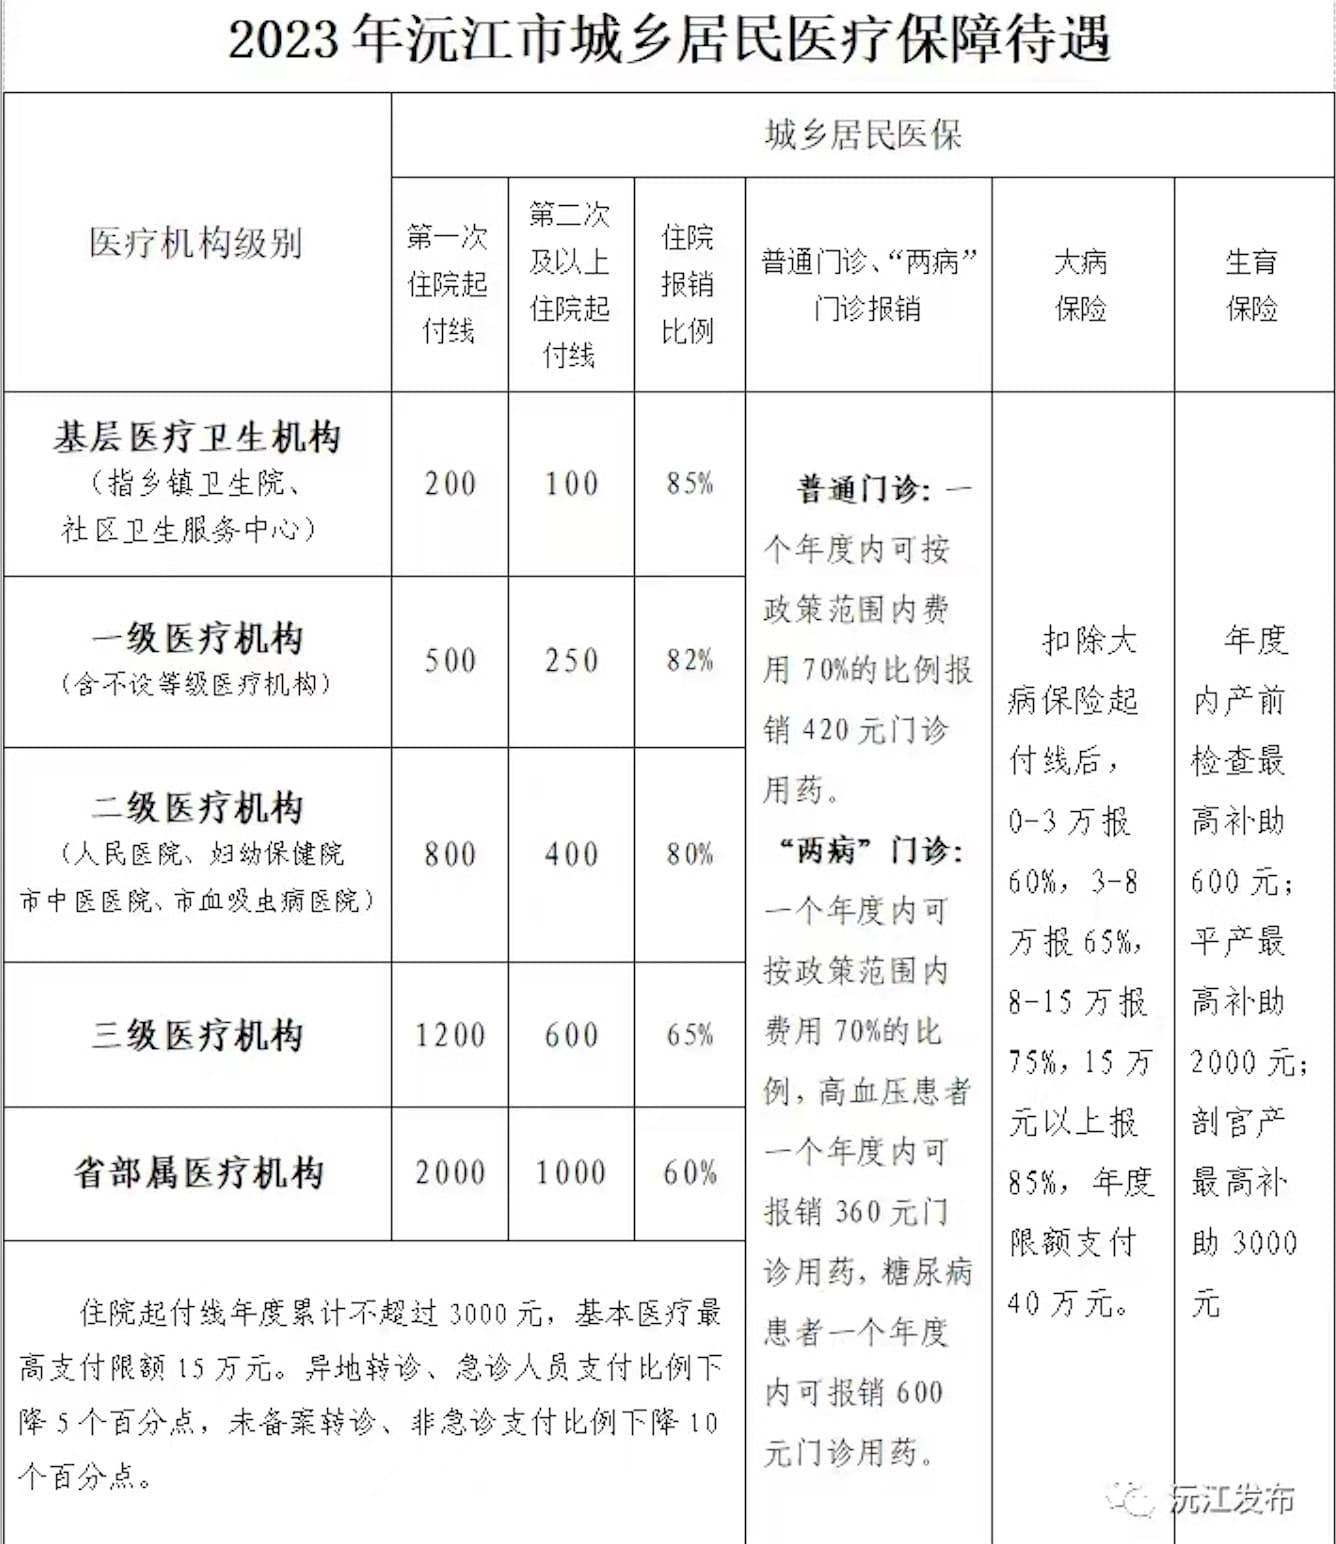 2023年沅江市城乡居民医疗保障待遇
医疗机构级别
城乡居民医保
第一次
住院起
付线
第二次
及以上
住院起
付线
住院
报销
比例
普通门诊、“两病”
门诊报销
大病
保险
生育
保险
基层医疗卫生机构
（指乡镇卫生院、
社区卫生服务中心）
200
100
85%
一级医疗机构
（含不设等级医疗机构）
500
250
82%
二级医疗机构
（人民医院、妇幼保健院
市中医医院、市血吸虫病医院）
800
400
80%
三级医疗机构
1200
600
65%
省部属医疗机构
2000
1000
60%
住院起付线年度累计不超过3000元，基本医疗最
高支付限额15万元。异地转诊、急诊人员支付比例下
降5个百分点，未备案转诊、非急诊支付比例下降10
个百分点。
普通门诊：一
个年度内可按
政策范围内费
用70%的比例报
销420元门诊
用药。
“两病”门诊：
一个年度内可
按政策范围内
费用70%的比
例，高血压患者
一个年度内可
报销360元门
诊用药，糖尿病
患者一个年度
内可报销600
元门诊用药。
扣除大
病保险起
付线后，
0-3万报
60%，3-8
万报65%，
8-15万报
75%，15万
元以上报
85%，年度
限额支付
40万元。
年度
内产前
检查最
高补助
600元；
平产最
高补助
2000元；
剖官产
最高补
助3000
元
沅江发布